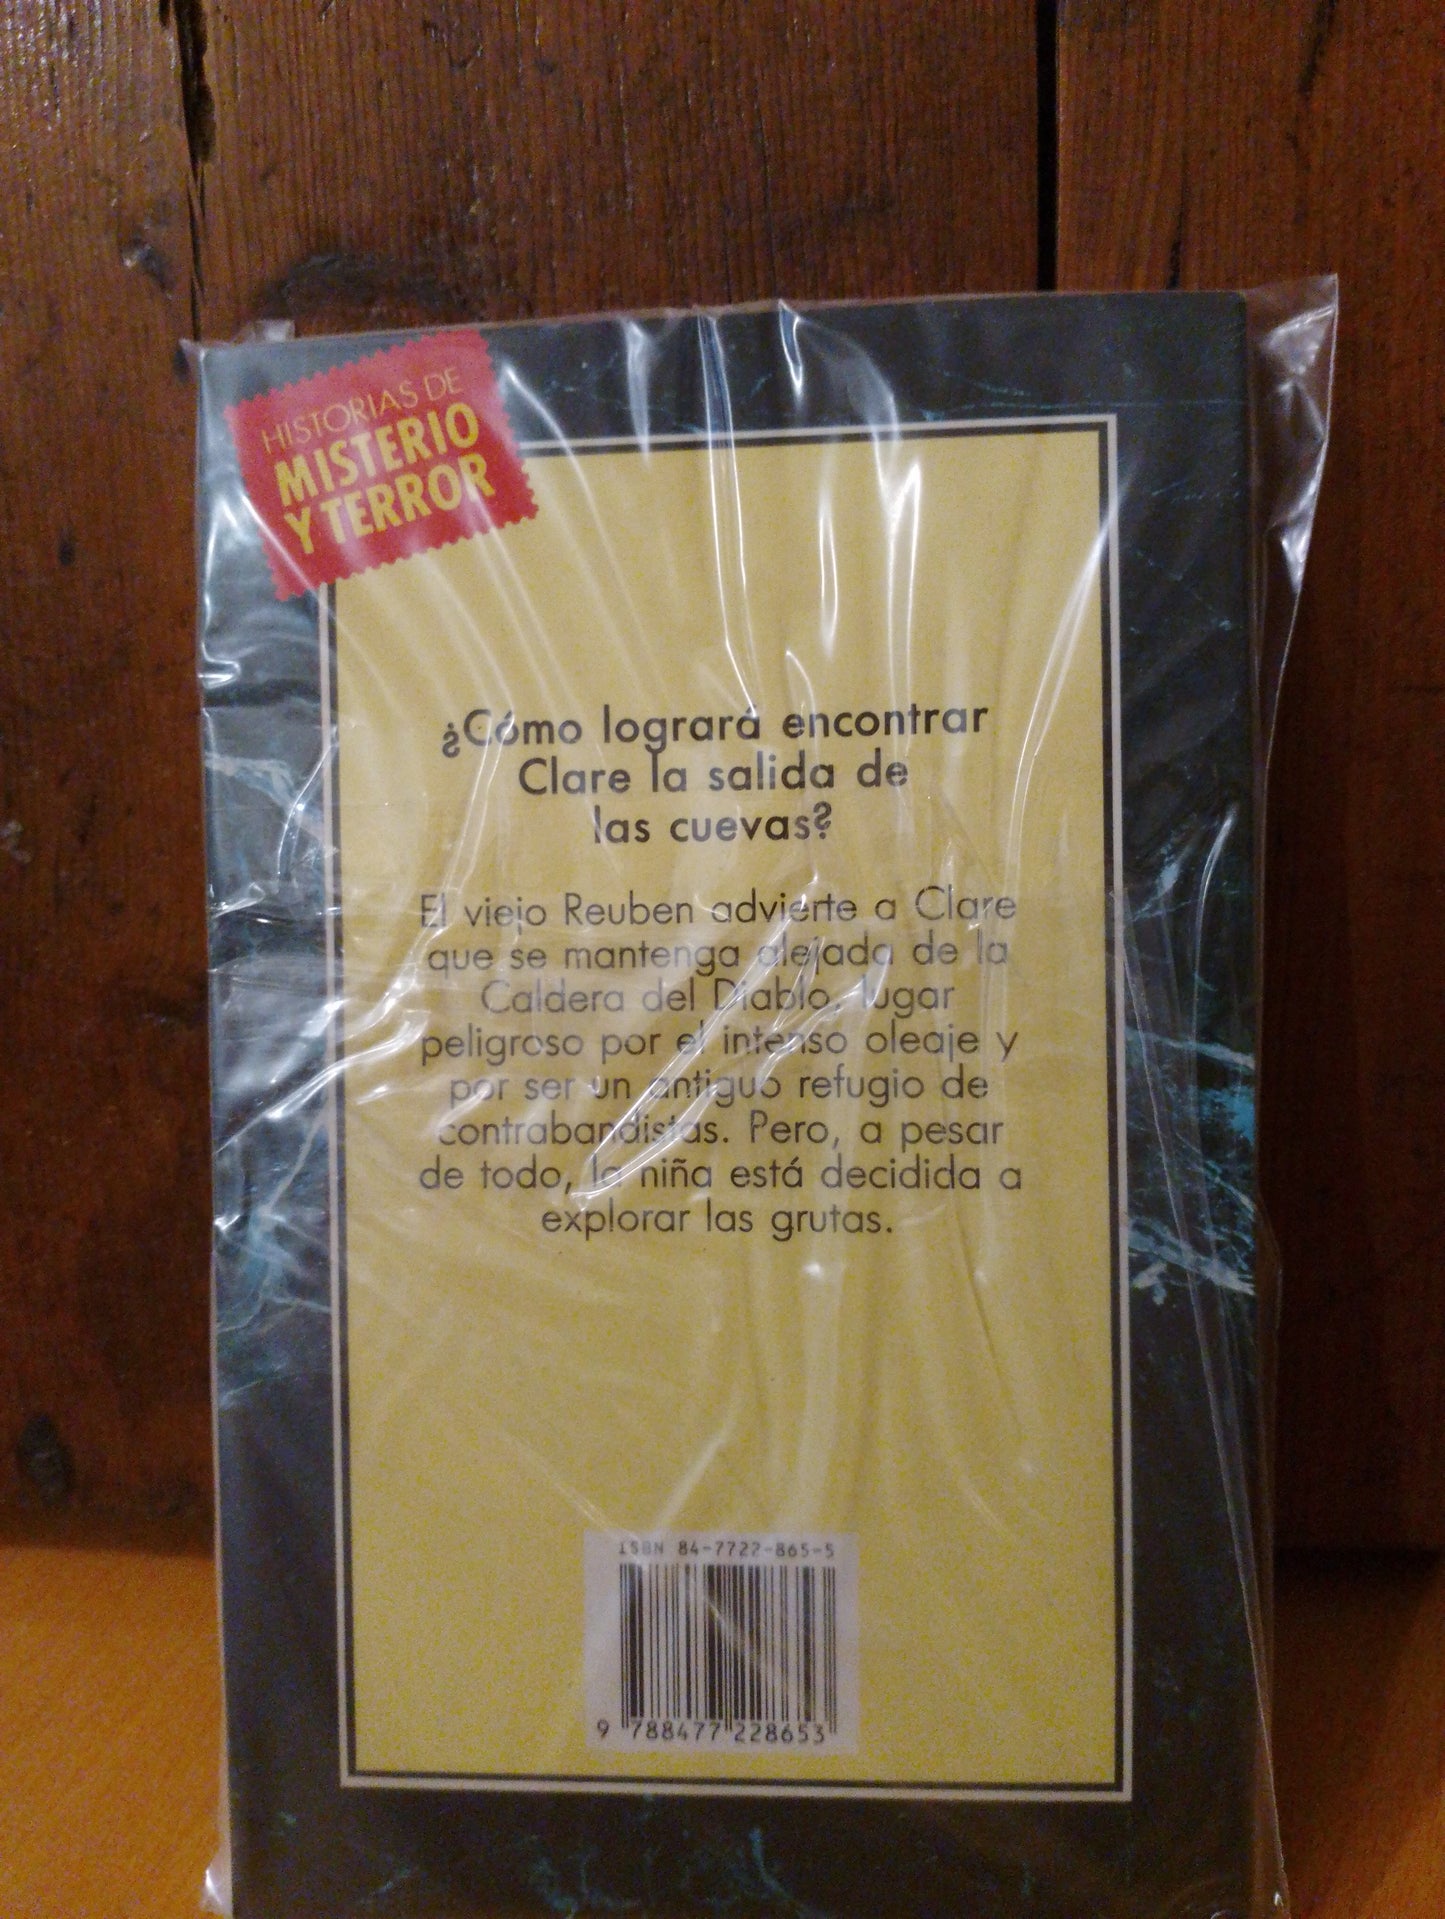 HISTORIAS DE
MISTERIO
Y TERROR
¿Cómo logrará encontrar
Clare la salida de
las cuevas?
El viejo Reuben advierte a Clare
que se mantenga alejada de la
Caldera del Diablo, lugar
peligroso por el intenso oleaje y
por ser un antiguo refugio de
contrabandistas. Pero, a pesar
de todo, la niña está decidida a
explorar las grutas.
ISBN 84-7722-865-5
9 788477 228653